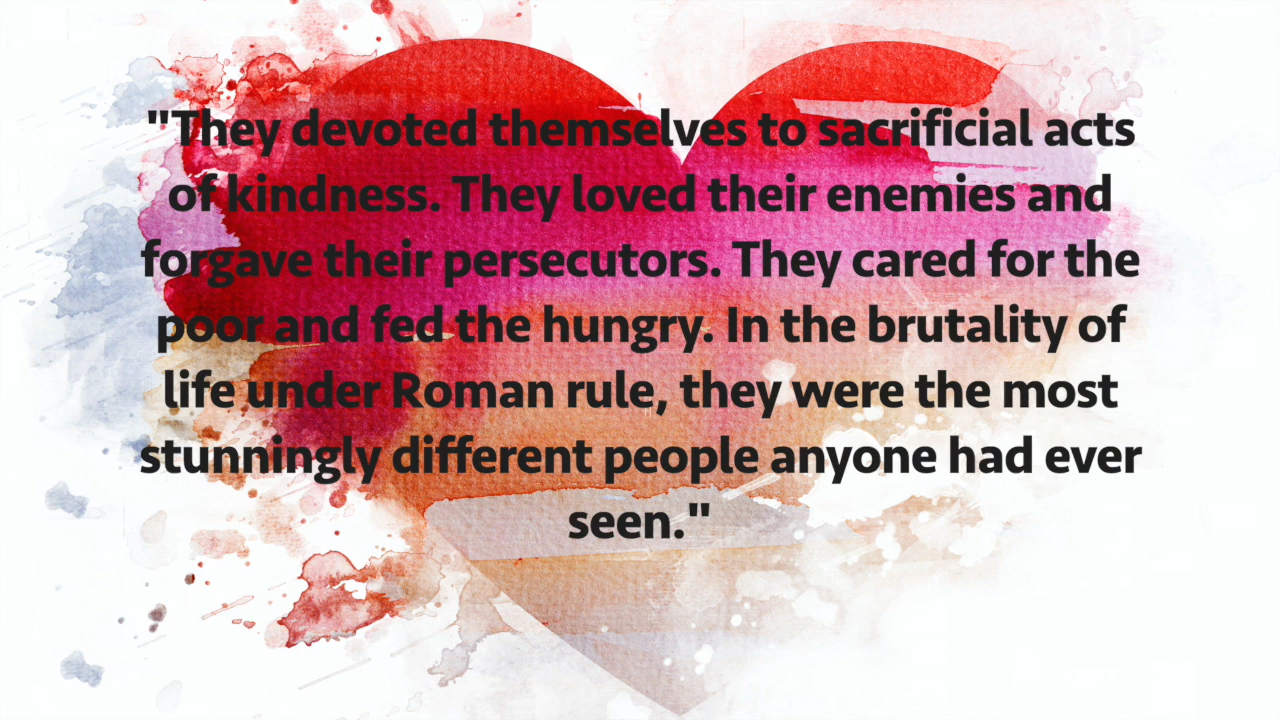 "They devoted themselves to sacrificial acts
of kindness. They loved their enemies and
forgave their persecutors. They cared for the
poor and fed the hungry. In the brutality of
life under Roman rule, they were the most
stunningly different people anyone had ever
seen."